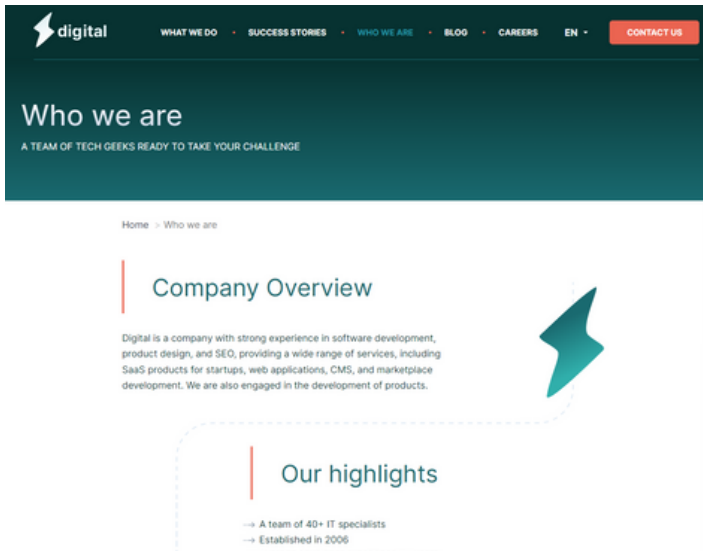 digital
WHAT WE DO • SUCCESS STORIES • WHO WE ARE • BLOG • CAREERS EN CONTACT US
Who we are
A TEAM OF TECH GEEKS READY TO TAKE YOUR CHALLENGE
Home > Who we are
Company Overview
Digital is a company with strong experience in software development,
product design, and SEO, providing a wide range of services, including
SaaS products for startups, web applications, CMS, and marketplace
development. We are also engaged in the development of products.
Our highlights
→ A team of 40+ IT specialists
→ Established in 2006